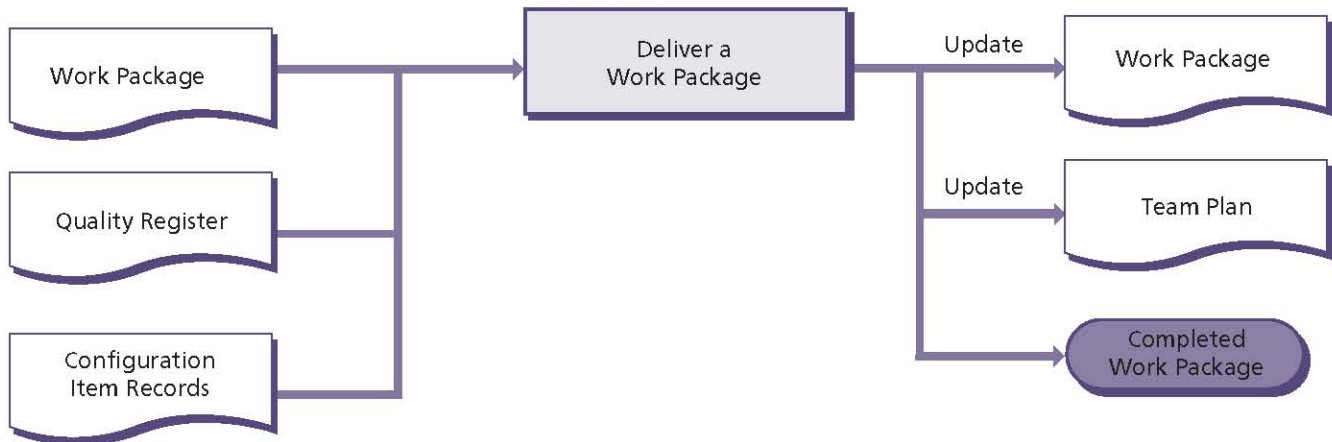 Work Package
Quality Register
Configuration
Item Records
Deliver a
Work Package
Update
Work Package
Update
Team Plan
Completed
Work Package